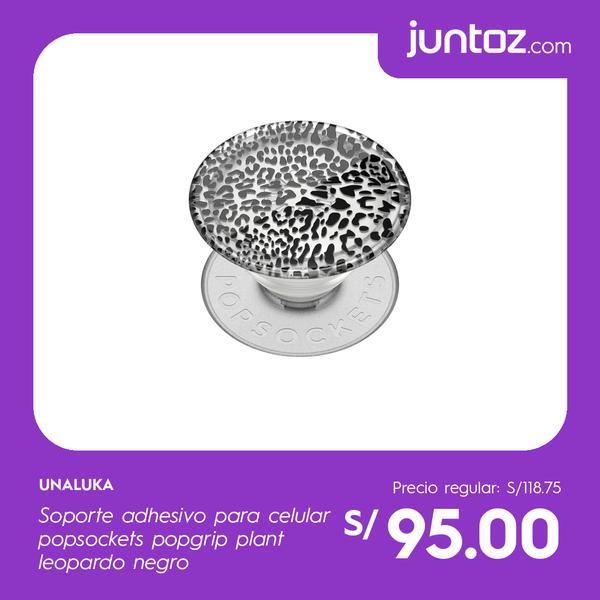 juntoz.com
POPSOCKETS
UNALUKA
Soporte adhesivo para celular
popsockets popgrip plant
leopardo negro
Precio regular: S/118.75
S/ 95.00